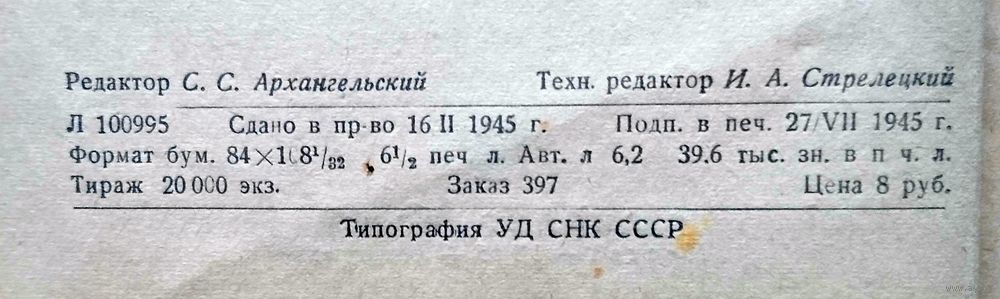 Редактор С. С. Архангельский Техн. редактор И. А. Стрелецкий
Л 100995 Сдано в пр-во 16 II 1945 г. Подп. в печ. 27/VII 1945 г.
Формат бум. 84×108¹/₃₂ 6¹/₂ печ л. Авт. л 6,2 39.6 тыс. зн. в п ч. л.
Тираж 20 000 экз. Заказ 397 Цена 8 руб.
Типография УД СНК СССР